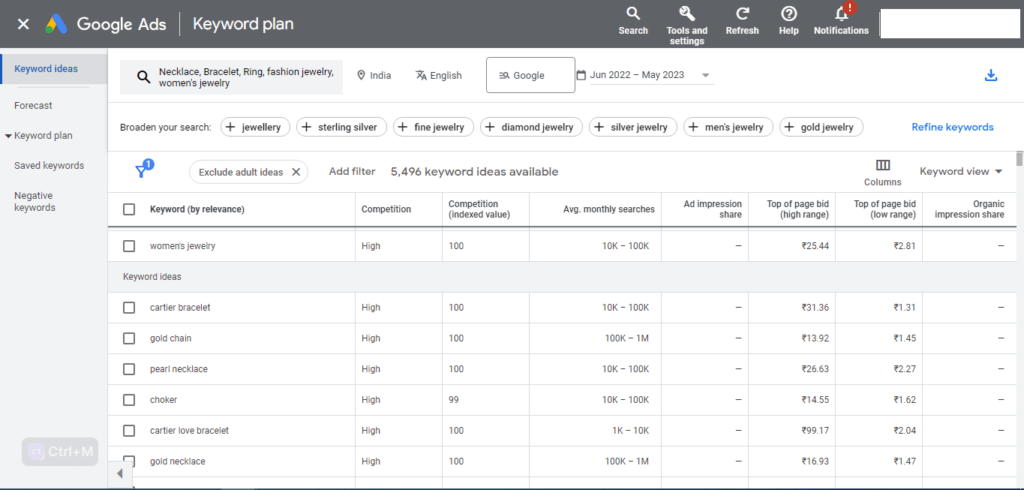 Google Ads
Keyword plan
Search
Tools and
settings
Refresh
Help
!
Notifications
Keyword ideas
Forecast
Keyword plan
Saved keywords
Negative
keywords
Necklace, Bracelet, Ring, fashion jewelry,
women's jewelry
India
English
Google
Jun 2022 – May 2023
Broaden your search:
jewellery
sterling silver
fine jewelry
diamond jewelry
silver jewelry
men's jewelry
gold jewelry
Refine keywords
1
Exclude adult ideas
Add filter
5,496 keyword ideas available
Columns
Keyword view
Keyword (by relevance)
Competition
Competition
(indexed value)
Avg. monthly searches
Ad impression
share
Top of page bid
(high range)
Top of page bid
(low range)
Organic
impression share
women's jewelry High 100 10K – 100K – ₹25.44 ₹2.81 –
Keyword ideas
cartier bracelet High 100 10K – 100K – ₹31.36 ₹1.31 –
gold chain High 100 100K – 1M – ₹13.92 ₹1.45 –
pearl necklace High 100 10K – 100K – ₹26.63 ₹2.27 –
choker High 99 10K – 100K – ₹14.55 ₹1.62 –
cartier love bracelet High 100 1K – 10K – ₹99.17 ₹2.04 –
gold necklace High 100 100K – 1M – ₹16.93 ₹1.47 –
Ctrl+M